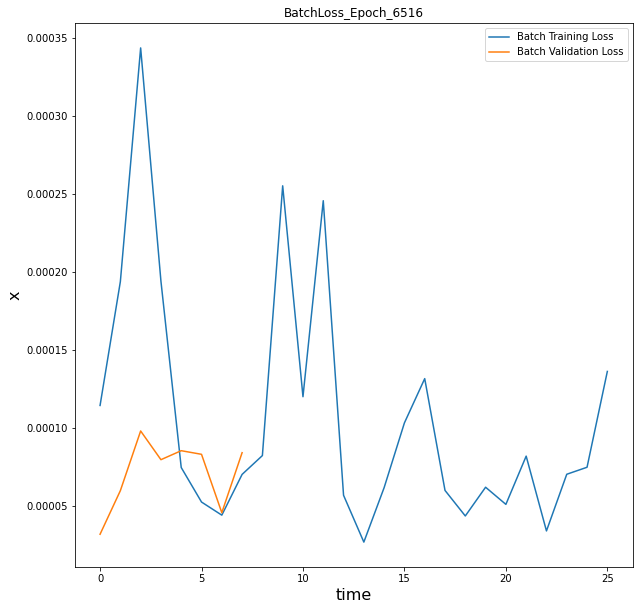 BatchLoss_Epoch_6516
Batch Training Loss
Batch Validation Loss
0.00035
0.00030
0.00025
0.00020
0.00015
0.00010
0.00005
x
0 5 10 15 20 25
time